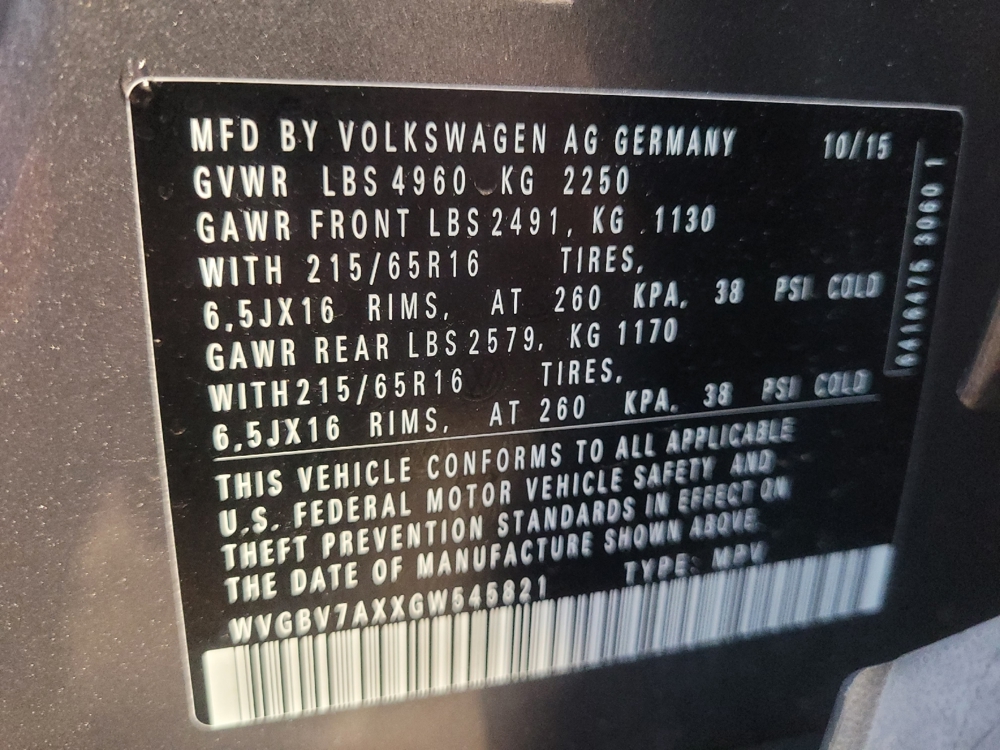 MFD BY VOLKSWAGEN AG GERMANY 10/15
GVWR LBS 4960 KG 2250
GAWR FRONT LBS 2491, KG 1130
WITH 215/65R16 TIRES,
6,5JX16 RIMS, AT 260 KPA, 38 PSI COLD
GAWR REAR LBS 2579, KG 1170
WITH 215/65R16 TIRES,
6,5JX16 RIMS, AT 260 KPA, 38 PSI COLD
THIS VEHICLE CONFORMS TO ALL APPLICABLE
U.S. FEDERAL MOTOR VEHICLE SAFETY AND
THEFT PREVENTION STANDARDS IN EFFECT ON
THE DATE OF MANUFACTURE SHOWN ABOVE.
WVGBV7AXXGW545821 TYPE: MPV